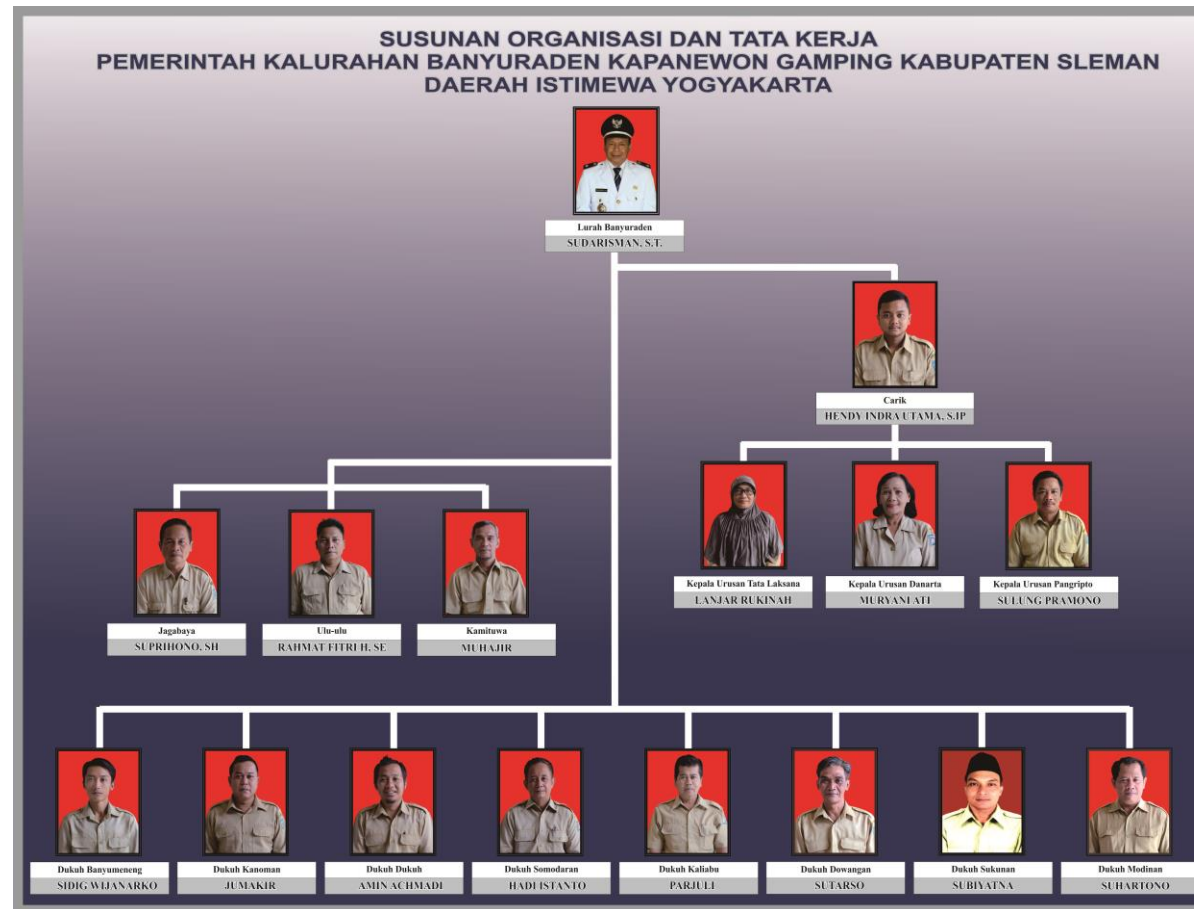 SUSUNAN ORGANISASI DAN TATA KERJA
PEMERINTAH KALURAHAN BANYURADEN KAPANEWON GAMPING KABUPATEN SLEMAN
DAERAH ISTIMEWA YOGYAKARTA
Lurah Banyuraden
SUDARISMAN, S.T.
Carik
HENDY INDRA UTAMA, S.IP
Kepala Urusan Tata Laksana
LANJAR RUKINAH
Kepala Urusan Danarta
MURYANI ATI
Kepala Urusan Pangripto
SULUNG PRAMONO
Jagabaya
SUPRIHONO, SH
Ulu-ulu
RAHMAT FITRI H, SE
Kamituwa
MUHAJIR
Dukuh Banyumeneng
SIDIG WIJANARKO
Dukuh Kanoman
JUMAKIR
Dukuh Dukuh
AMIN ACHMADI
Dukuh Somodaran
HADI ISTANTO
Dukuh Kaliabu
PARJULI
Dukuh Dowangan
SUTARSO
Dukuh Sukunan
SUBIYATNA
Dukuh Modinan
SUHARTONO